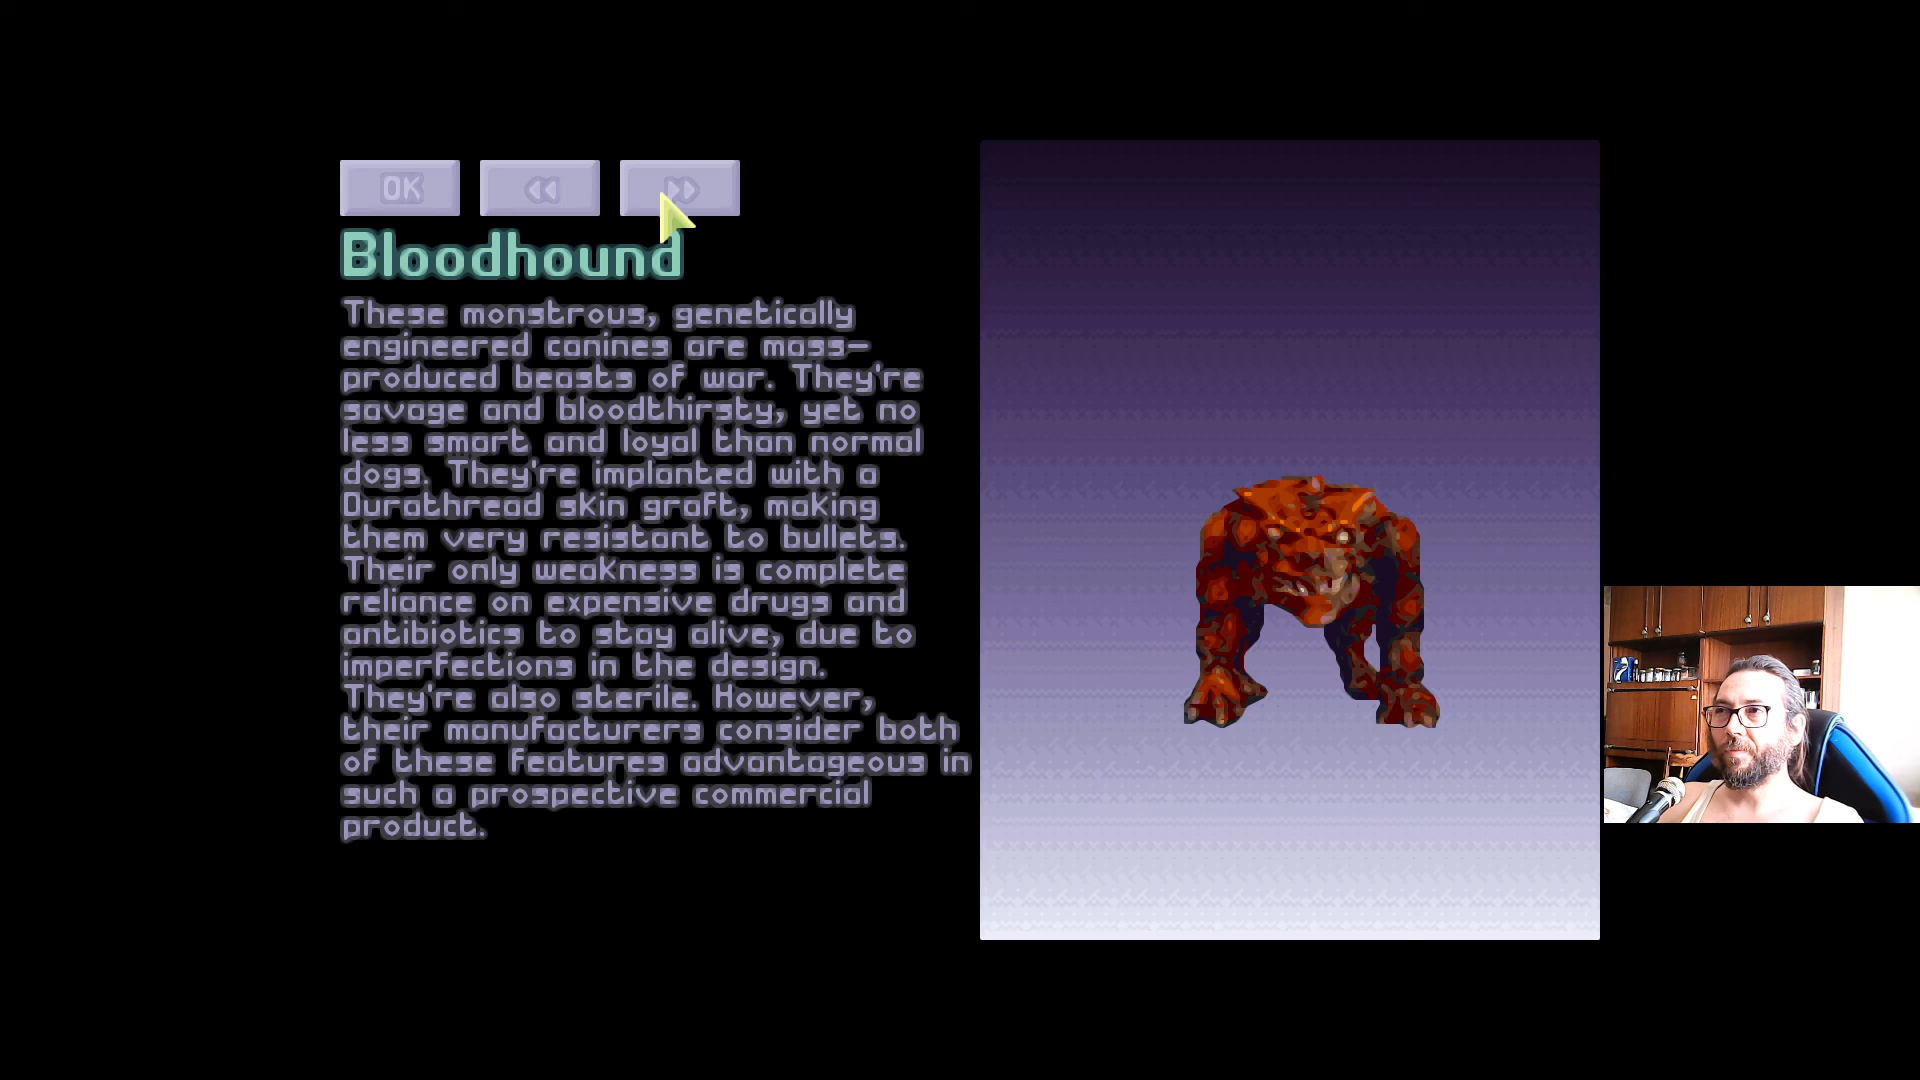 OK
Bloodhound
These monstrous, genetically
engineered canines are mass-
produced beasts of war. They're
savage and bloodthirsty, yet no
less smart and loyal than normal
dogs. They're implanted with a
Durathread skin graft, making
them very resistant to bullets.
Their only weakness is complete
reliance on expensive drugs and
antibiotics to stay alive, due to
imperfections in the design.
They're also sterile. However,
their manufacturers consider both
of these features advantageous in
such a prospective commercial
product.